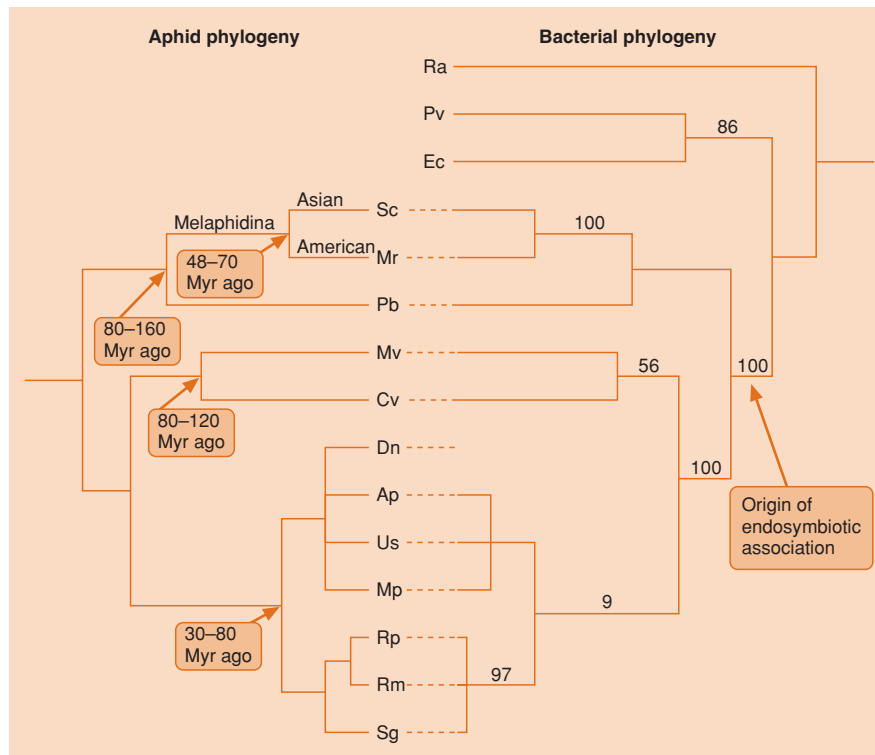 Aphid phylogeny
Bacterial phylogeny
Ra
Pv
86
Ec
Asian
Sc
Melaphidina
100
American
Mr
48–70
Myr ago
Pb
80–160
Myr ago
Mv
56
100
Cv
80–120
Myr ago
Dn
100
Ap
Origin of
endosymbiotic
association
Us
Mp
9
30–80
Myr ago
Rp
Rm
97
Sg